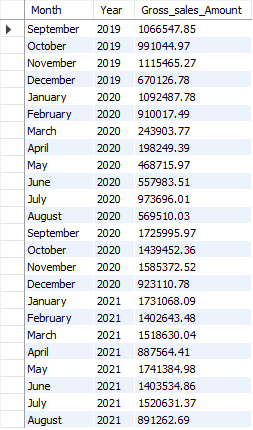 Month Year Gross_sales_Amount
September 2019 1066547.85
October 2019 991044.97
November 2019 1115465.27
December 2019 670126.78
January 2020 1092487.78
February 2020 910017.49
March 2020 243903.77
April 2020 198249.39
May 2020 468715.97
June 2020 557983.51
July 2020 973696.01
August 2020 569510.03
September 2020 1725995.97
October 2020 1439452.36
November 2020 1585372.52
December 2020 923110.78
January 2021 1731068.09
February 2021 1402643.48
March 2021 1518630.04
April 2021 887564.41
May 2021 1741384.98
June 2021 1403534.86
July 2021 1520631.37
August 2021 891262.69